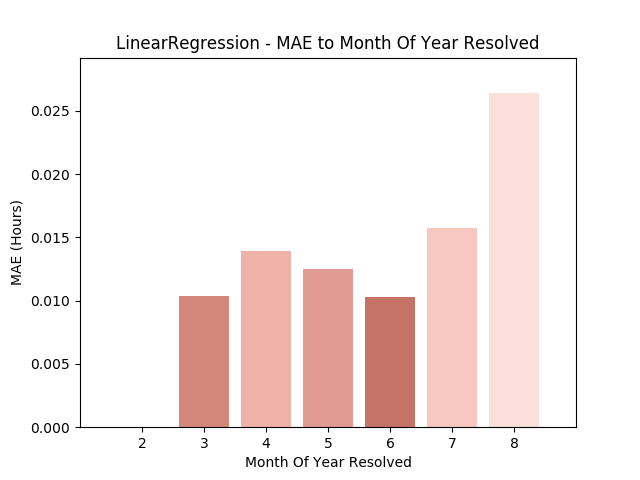 LinearRegression - MAE to Month Of Year Resolved
0.025
0.020
0.015
0.010
0.005
0.000
MAE (Hours)
2 3 4 5 6 7 8
Month Of Year Resolved